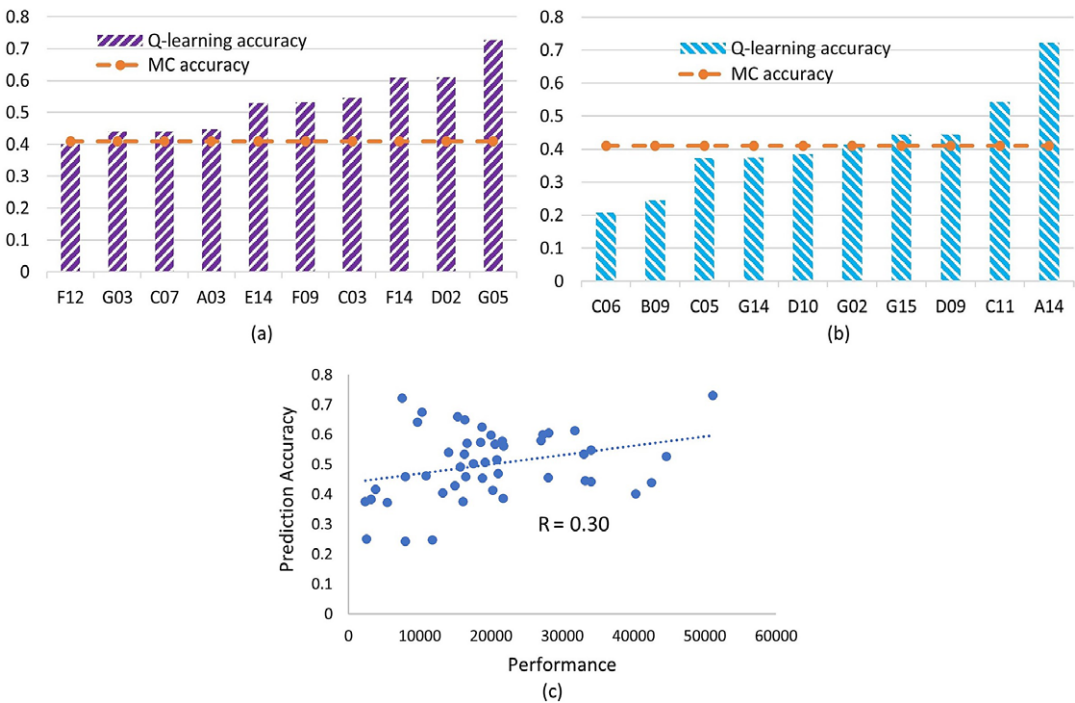 0.8
0.7
0.6
0.5
0.4
0.3
0.2
0.1
0
Q-learning accuracy
MC accuracy
F12 G03 C07 A03 E14 F09 C03 F14 D02 G05
(a)
0.8
0.7
0.6
0.5
0.4
0.3
0.2
0.1
0
Q-learning accuracy
MC accuracy
C06 B09 C05 G14 D10 G02 G15 D09 C11 A14
(b)
Prediction Accuracy
0.8
0.7
0.6
0.5
0.4
0.3
0.2
0.1
0
R = 0.30
0 10000 20000 30000 40000 50000 60000
Performance
(c)